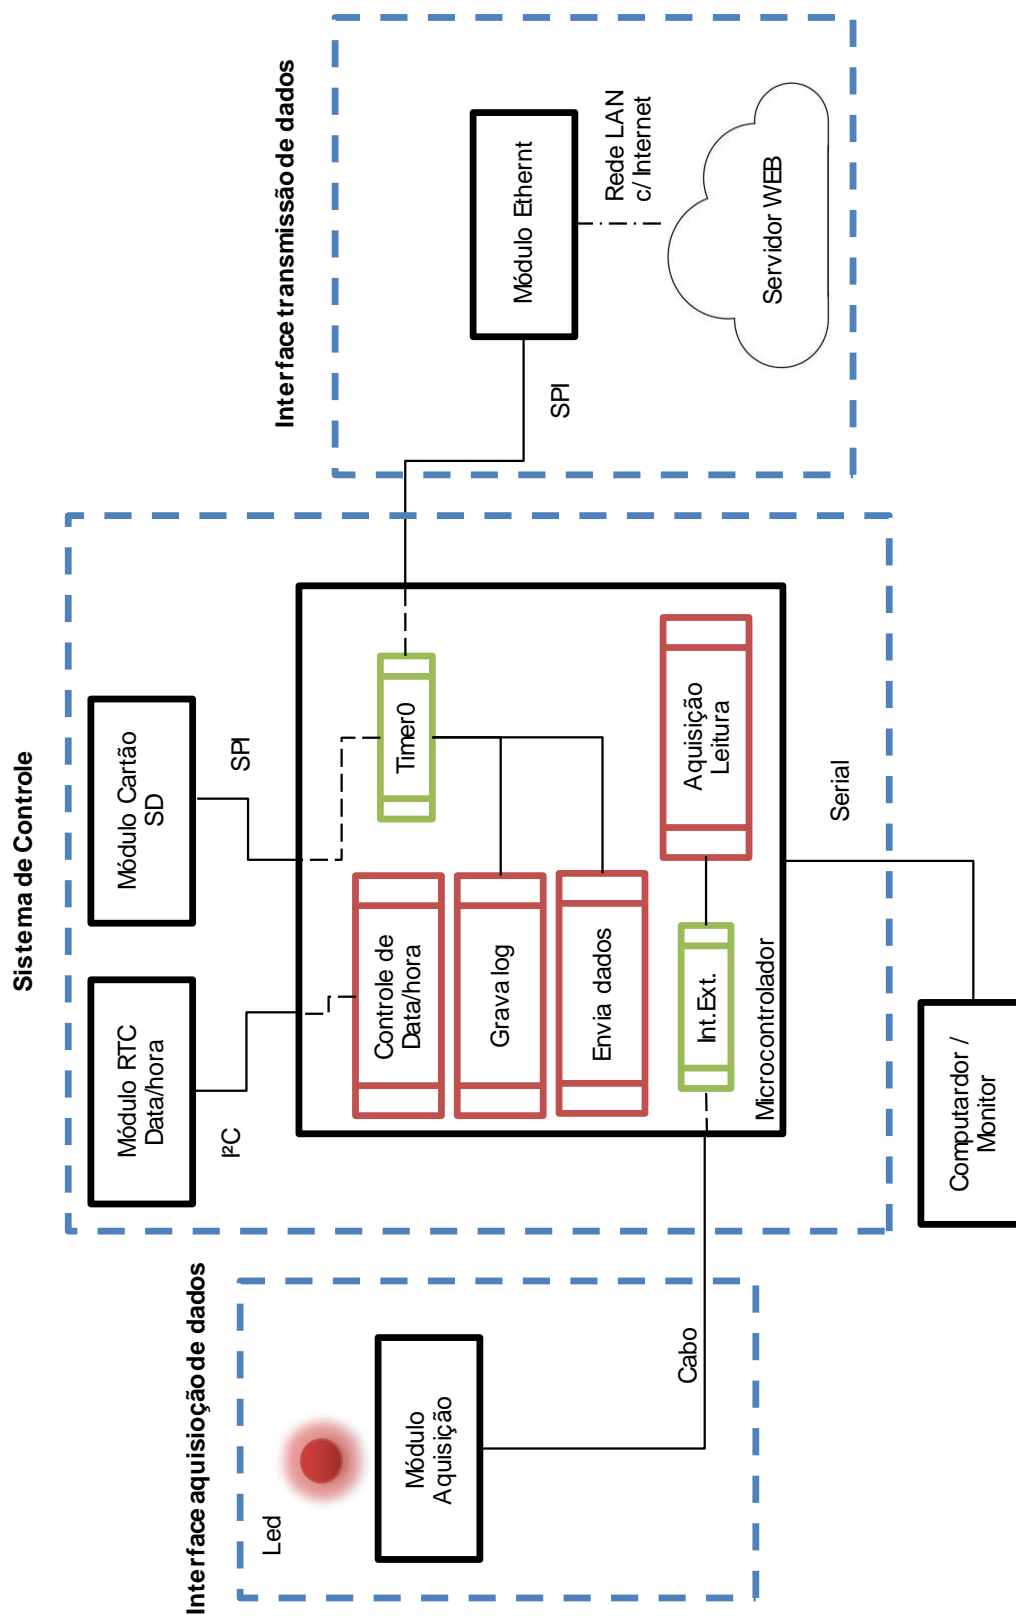 Interface aquisioção de dados
Led
Módulo
Aquisição
Cabo
Sistema de Controle
Módulo RTC
Data/hora
I²C
Módulo Cartão
SD
SPI
Controle de
Data/hora
Grava log
Envia dados
Timer0
Int.Ext.
Aquisição
Leitura
Microcontrolador
Serial
Computardor /
Monitor
Interface transmissão de dados
SPI
Módulo Ethernt
Rede LAN
c/ Internet
Servidor WEB